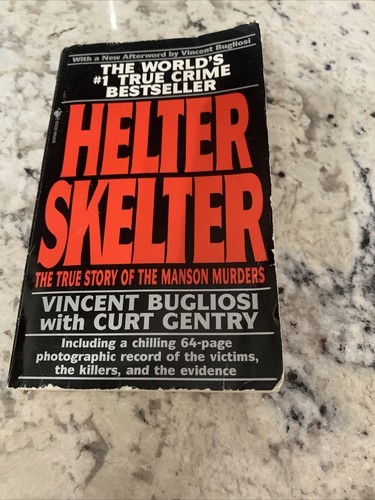 With a New Afterword by Vincent Bugliosi
THE WORLD'S
#1 TRUE CRIME
BESTSELLER
HELTER
SKELTER
THE TRUE STORY OF THE MANSON MURDERS
VINCENT BUGLIOSI
with CURT GENTRY
Including a chilling 64-page
photographic record of the victims,
the killers, and the evidence